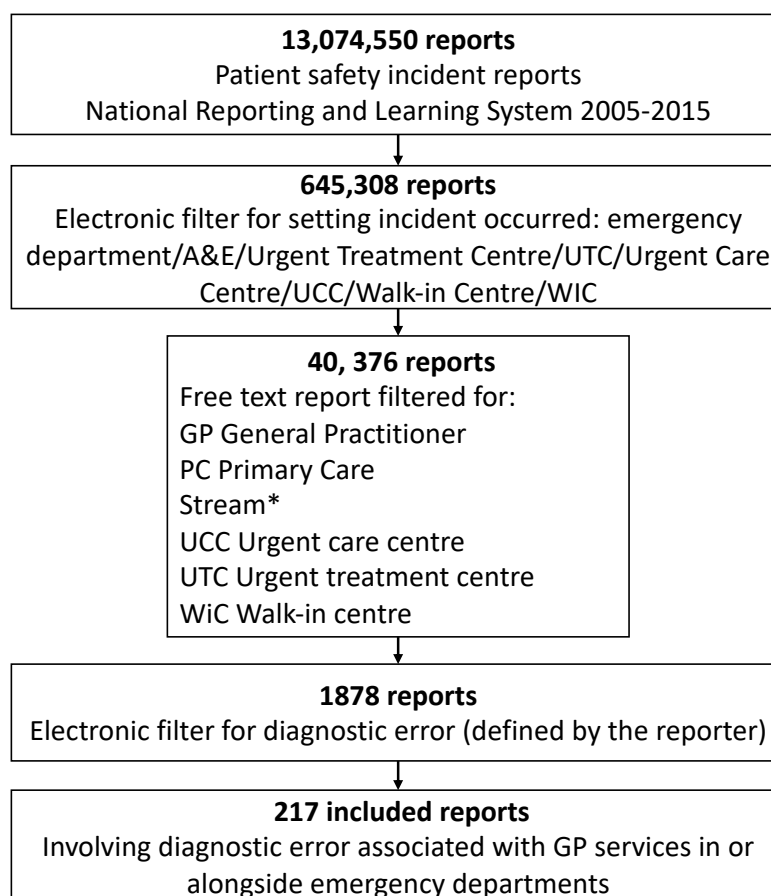 13,074,550 reports
Patient safety incident reports
National Reporting and Learning System 2005-2015
645,308 reports
Electronic filter for setting incident occurred: emergency
department/A&E/Urgent Treatment Centre/UTC/Urgent Care
Centre/UCC/Walk-in Centre/WIC
40, 376 reports
Free text report filtered for:
GP General Practitioner
PC Primary Care
Stream*
UCC Urgent care centre
UTC Urgent treatment centre
WiC Walk-in centre
1878 reports
Electronic filter for diagnostic error (defined by the reporter)
217 included reports
Involving diagnostic error associated with GP services in or
alongside emergency departments